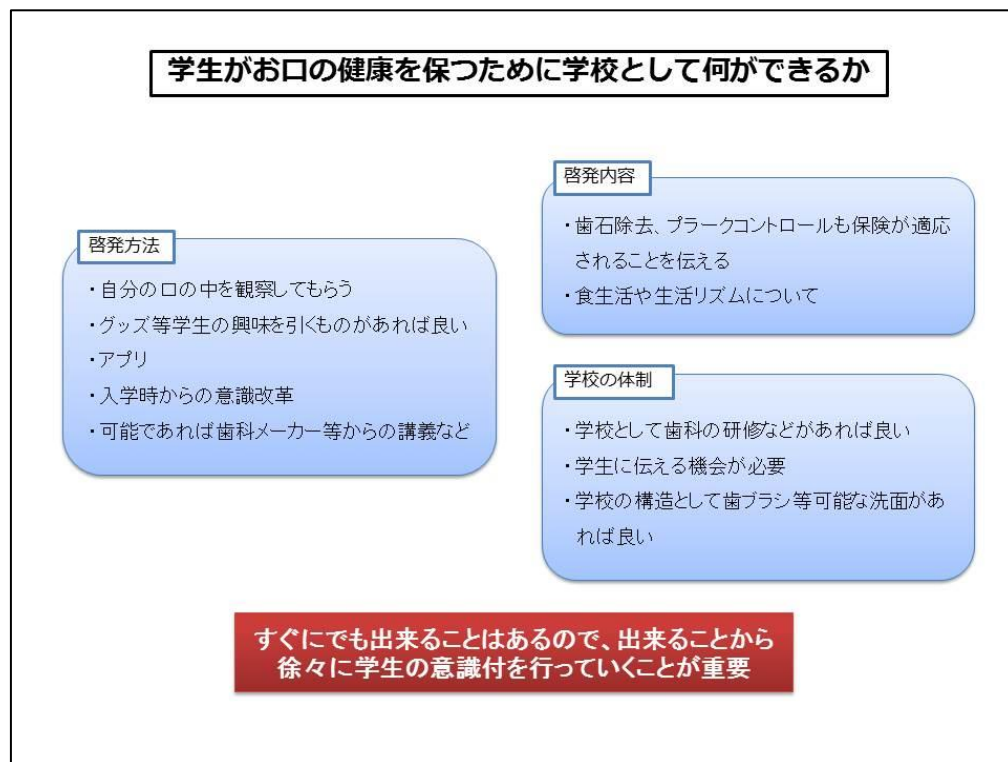 学生がお口の健康を保つために学校として何ができるか
啓発方法
・自分の口の中を観察してもらう
・グッズ等学生の興味を引くものがあれば良い
・アプリ
・入学時からの意識改革
・可能であれば歯科メーカー等からの講義など
啓発内容
・歯石除去、プラークコントロールも保険が適応
されることを伝える
・食生活や生活リズムについて
学校の体制
・学校として歯科の研修などがあれば良い
・学生に伝える機会が必要
・学校の構造として歯ブラシ等可能な洗面があ
れば良い
すぐにでも出来ることはあるので、出来ることから
徐々に学生の意識付を行っていくことが重要